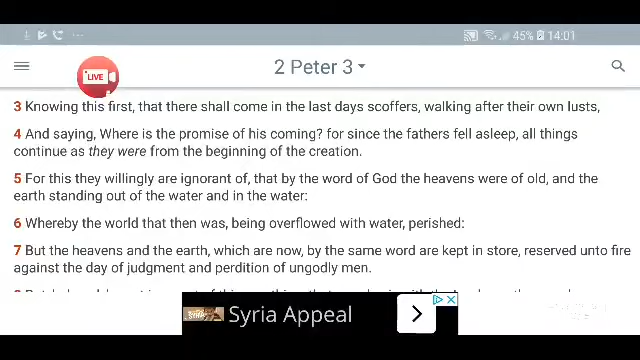 45% 14:01
LIVE
2 Peter 3
3 Knowing this first, that there shall come in the last days scoffers, walking after their own lusts,
4 And saying, Where is the promise of his coming? for since the fathers fell asleep, all things
continue as they were from the beginning of the creation.
5 For this they willingly are ignorant of, that by the word of God the heavens were of old, and the
earth standing out of the water and in the water:
6 Whereby the world that then was, being overflowed with water, perished:
7 But the heavens and the earth, which are now, by the same word are kept in store, reserved unto fire
against the day of judgment and perdition of ungodly men.
Syria Appeal